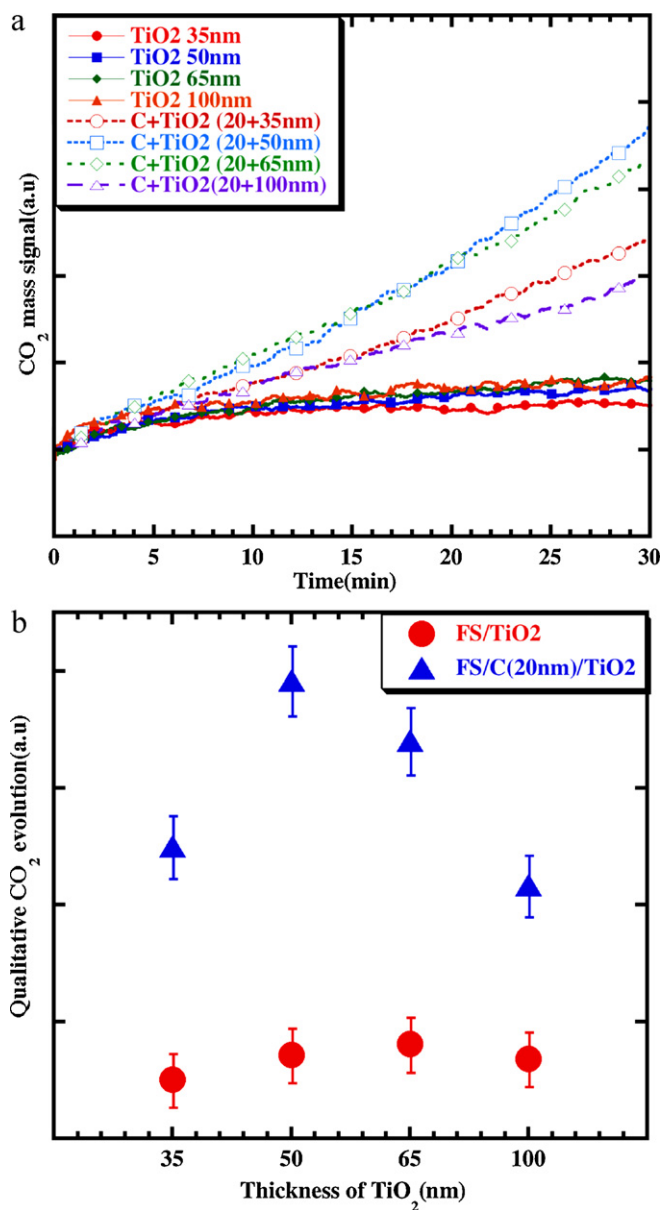 a
TiO2 35nm
TiO2 50nm
TiO2 65nm
TiO2 100nm
C+TiO2 (20+35nm)
C+TiO2 (20+50nm)
C+TiO2 (20+65nm)
C+TiO2(20+100nm)
CO2 mass signal(a.u)
0 5 10 15 20 25 30
Time(min)
b
FS/TiO2
FS/C(20nm)/TiO2
Qualitative CO2 evolution(a.u)
35 50 65 100
Thickness of TiO2(nm)